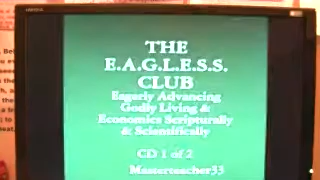 THE
E.A.G.L.E.S.S.
CLUB
Eagerly Advancing
Godly Living &
Economics Scripturally
& Scientifically
CD 1 of 2
Masterteacher33